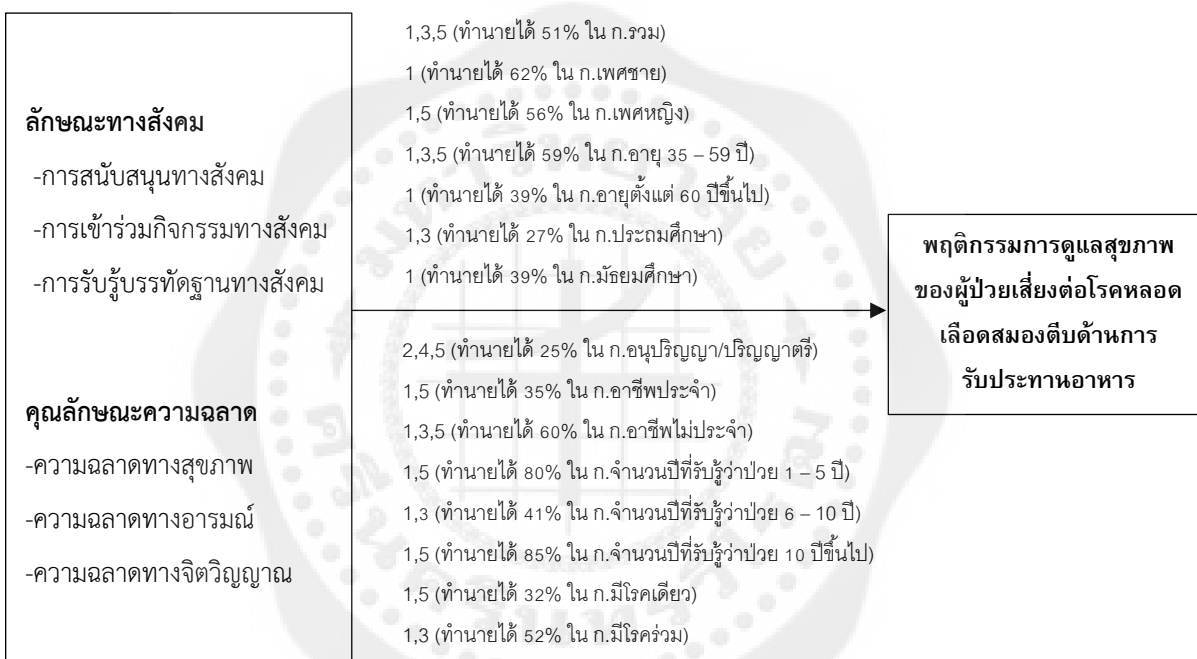 ลักษณะทางสังคม
-การสนับสนุนทางสังคม
-การเข้าร่วมกิจกรรมทางสังคม
-การรับรู้บรรทัดฐานทางสังคม
คุณลักษณะความฉลาด
-ความฉลาดทางสุขภาพ
-ความฉลาดทางอารมณ์
-ความฉลาดทางจิตวิญญาณ
1,3,5 (ทำนายได้ 51% ใน ก.รวม)
1 (ทำนายได้ 62% ใน ก.เพศชาย)
1,5 (ทำนายได้ 56% ใน ก.เพศหญิง)
1,3,5 (ทำนายได้ 59% ใน ก.อายุ 35 – 59 ปี)
1 (ทำนายได้ 39% ใน ก.อายุตั้งแต่ 60 ปีขึ้นไป)
1,3 (ทำนายได้ 27% ใน ก.ประถมศึกษา)
1 (ทำนายได้ 39% ใน ก.มัธยมศึกษา)
2,4,5 (ทำนายได้ 25% ใน ก.อนุปริญญา/ปริญญาตรี)
1,5 (ทำนายได้ 35% ใน ก.อาชีพประจำ)
1,3,5 (ทำนายได้ 60% ใน ก.อาชีพไม่ประจำ)
1,5 (ทำนายได้ 80% ใน ก.จำนวนปีที่รับรู้ว่าป่วย 1 – 5 ปี)
1,3 (ทำนายได้ 41% ใน ก.จำนวนปีที่รับรู้ว่าป่วย 6 – 10 ปี)
1,5 (ทำนายได้ 85% ใน ก.จำนวนปีที่รับรู้ว่าป่วย 10 ปีขึ้นไป)
1,5 (ทำนายได้ 32% ใน ก.มีโรคเดียว)
1,3 (ทำนายได้ 52% ใน ก.มีโรคร่วม)
พฤติกรรมการดูแลสุขภาพ
ของผู้ป่วยเสี่ยงต่อโรคหลอด
เลือดสมองตีบด้านการ
รับประทานอาหาร